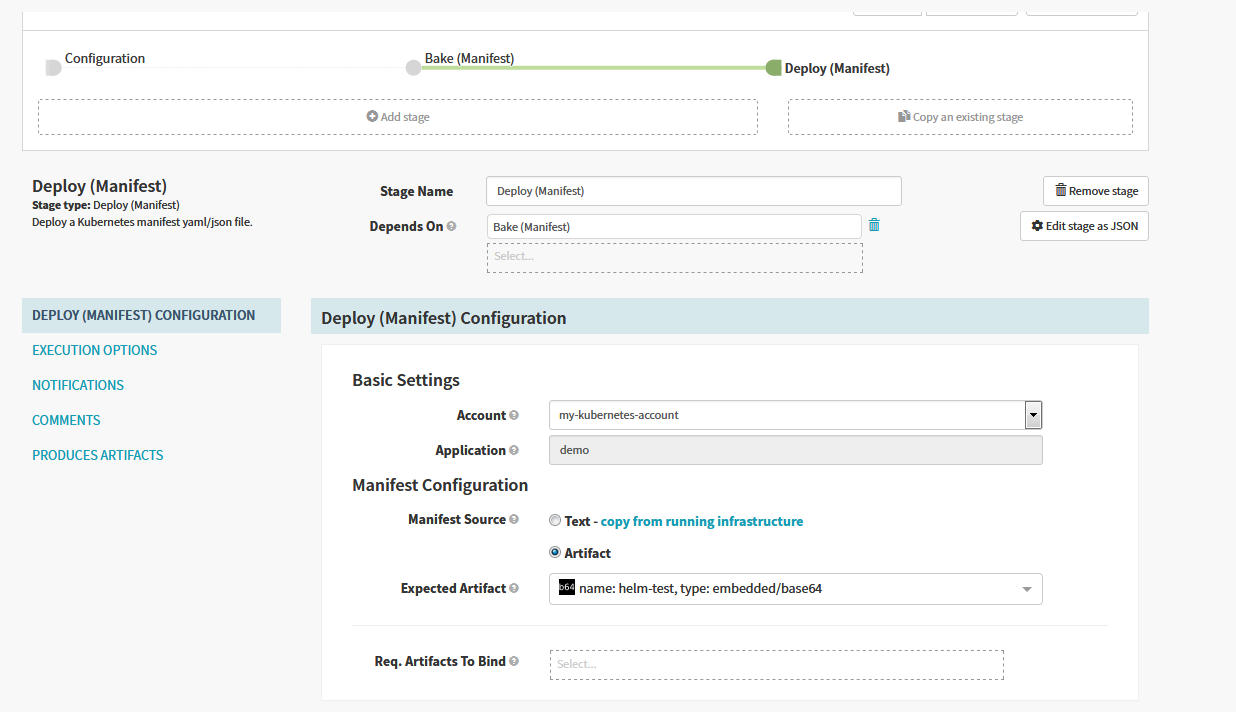 Configuration
Bake (Manifest)
Deploy (Manifest)
Add stage
Copy an existing stage
Deploy (Manifest)
Stage type: Deploy (Manifest)
Deploy a Kubernetes manifest yaml/json file.
Stage Name
Deploy (Manifest)
Remove stage
Depends On
Bake (Manifest)
Edit stage as JSON
Select...
DEPLOY (MANIFEST) CONFIGURATION
EXECUTION OPTIONS
NOTIFICATIONS
COMMENTS
PRODUCES ARTIFACTS
Deploy (Manifest) Configuration
Basic Settings
Account
my-kubernetes-account
Application
demo
Manifest Configuration
Manifest Source
Text - copy from running infrastructure
Artifact
Expected Artifact
b64 name: helm-test, type: embedded/base64
Req. Artifacts To Bind
Select...